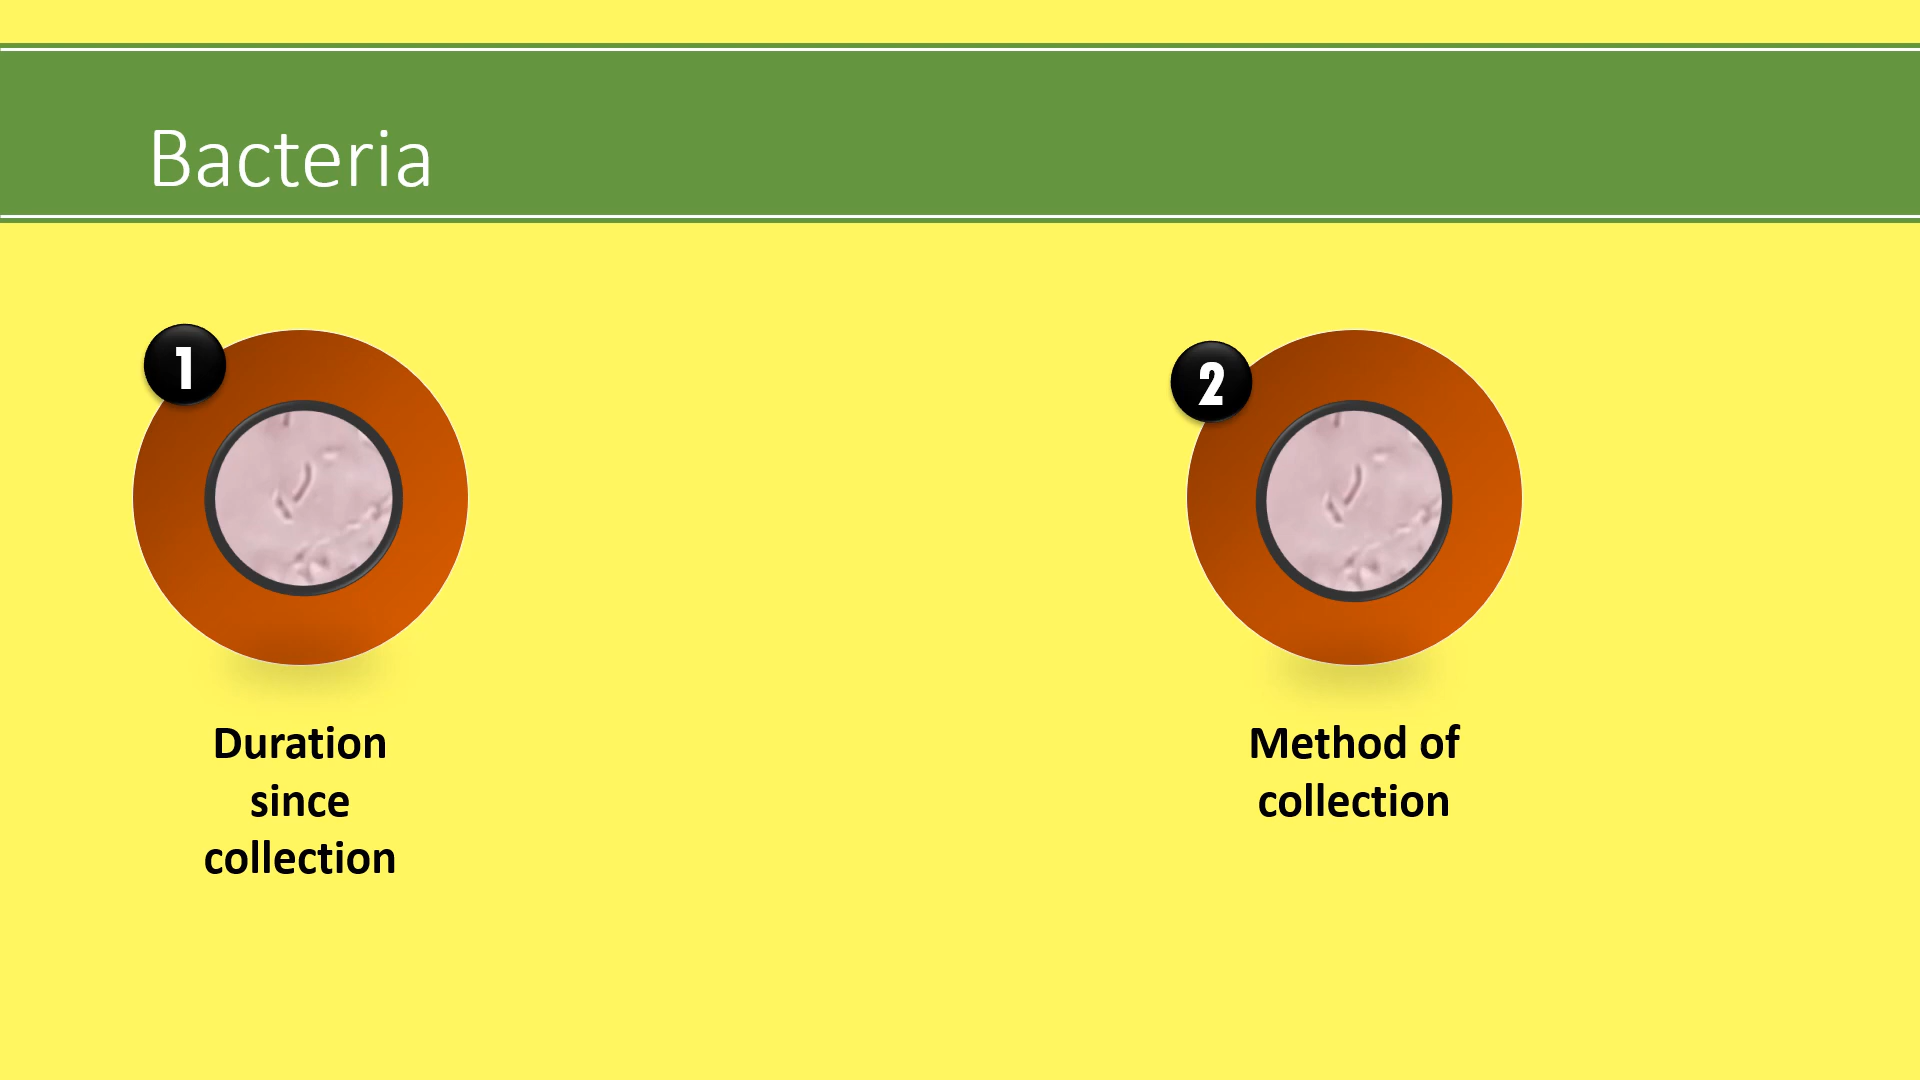 Bacteria
1
Duration
since
collection
2
Method of
collection